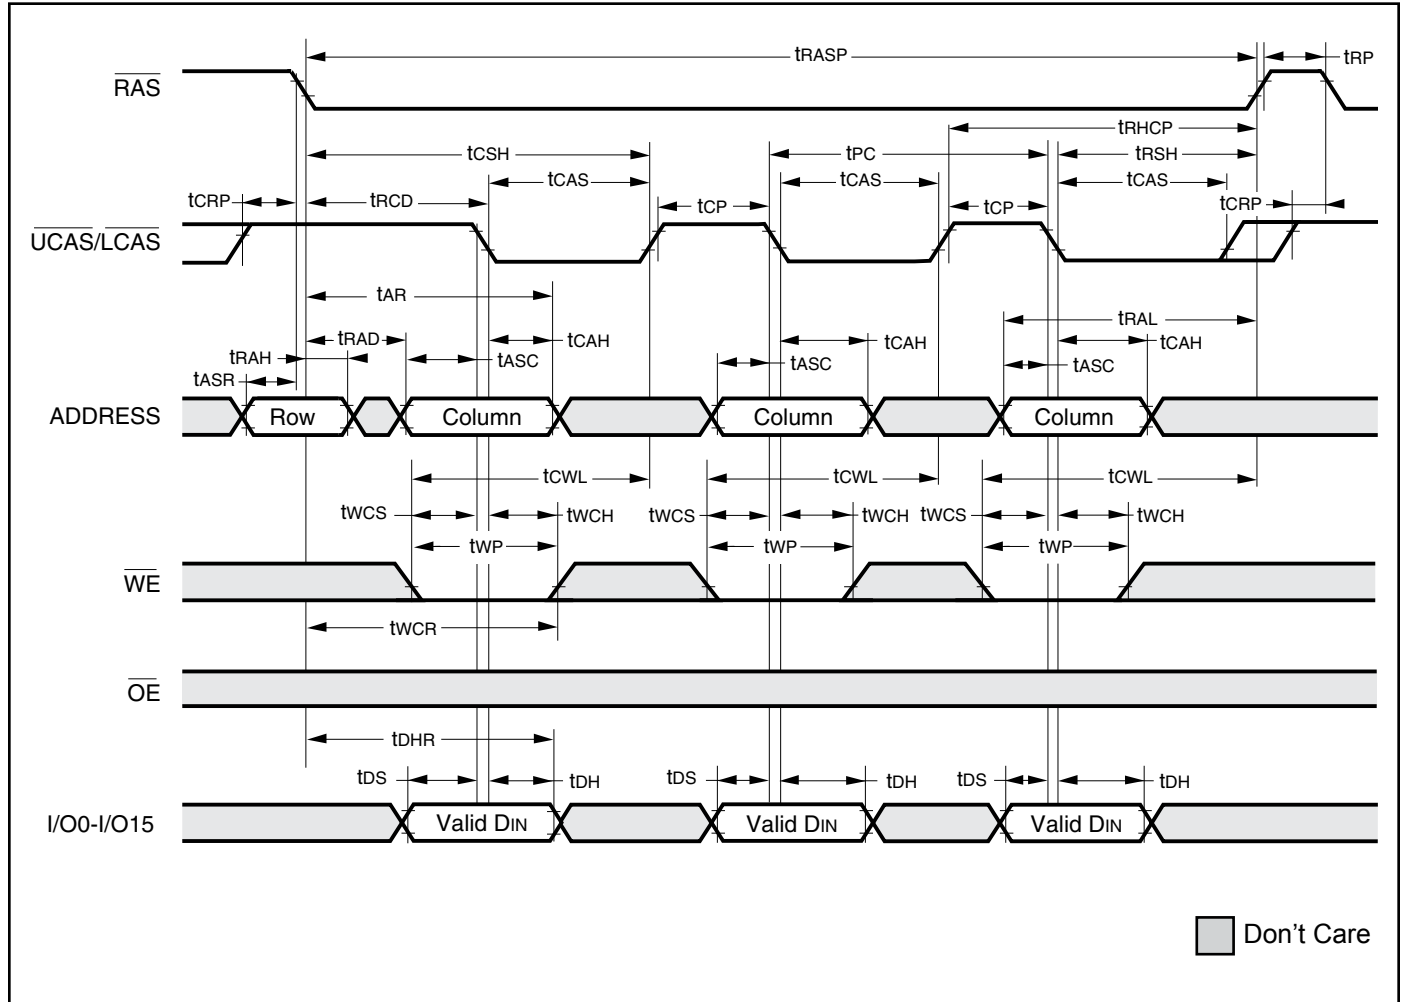 tRASP
tRP
RAS
tRHCP
tCSH
tPC
tRSH
tCAS
tCAS
tCAS
tCRP
tRCD
tCP
tCP
tCRP
UCAS/LCAS
tAR
tRAL
tRAD
tCAH
tCAH
tCAH
tRAH
tASC
tASC
tASC
tASR
ADDRESS
Row
Column
Column
Column
tCWL
tCWL
tCWL
tWCS
tWCH
tWCS
tWCH
tWCS
tWCH
tWP
tWP
tWP
WE
tWCR
OE
tDHR
tDS
tDH
tDS
tDH
tDS
tDH
I/O0-I/O15
Valid DIN
Valid DIN
Valid DIN
Don't Care